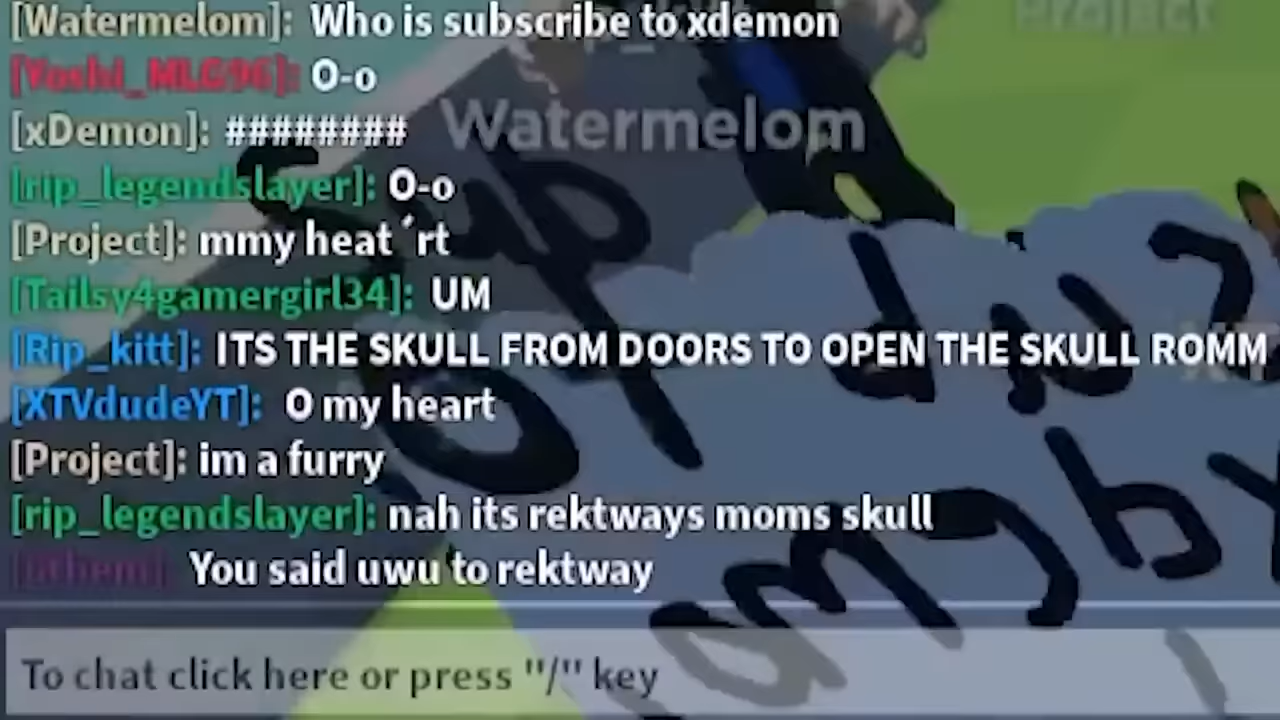 [Watermelom]: Who is subscribe to xdemon
Project
[Yoshi_MLG96]: O-o
[xDemon]: ########
Watermelom
[rip_legendslayer]: O-o
[Project]: mmy heat ´rt
[Tailsy4gamergirl34]: UM
[Rip_kitt]: ITS THE SKULL FROM DOORS TO OPEN THE SKULL ROMM
[XTVdudeYT]: O my heart
[Project]: im a furry
[rip_legendslayer]: nah its rektways moms skull
You said uwu to rektway
To chat click here or press "/" key